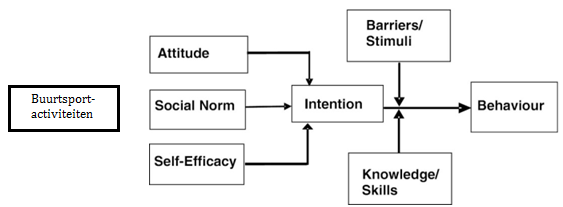 Buurtsport-
activiteiten
Attitude
Social Norm
Self-Efficacy
Intention
Barriers/
Stimuli
Knowledge/
Skills
Behaviour